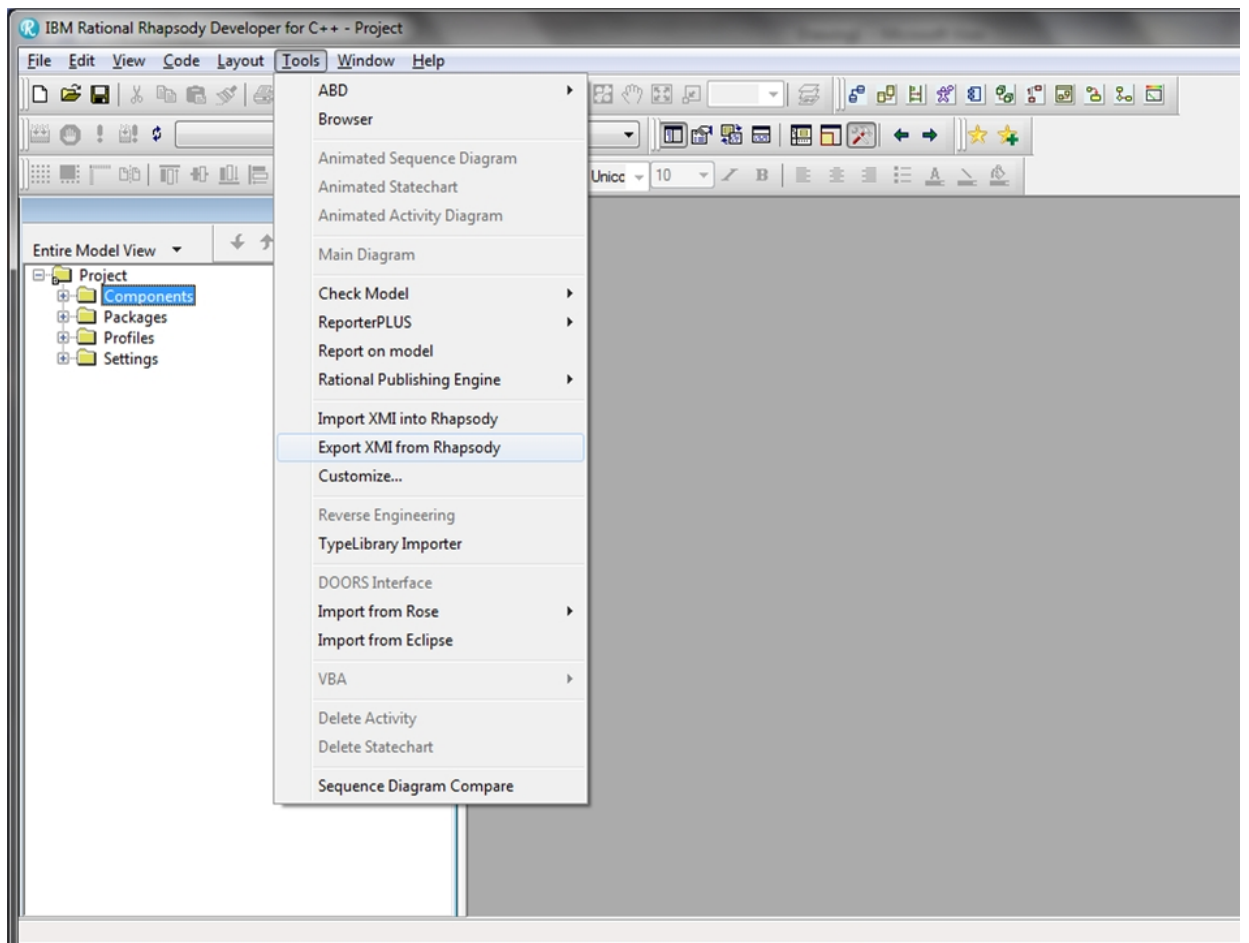 IBM Rational Rhapsody Developer for C++ - Project
File Edit View Code Layout Tools Window Help
ABD
Browser
Animated Sequence Diagram
Animated Statechart
Unicc 10
Animated Activity Diagram
Entire Model View
Main Diagram
Project
Components
Packages
Profiles
Settings
Check Model
ReporterPLUS
Report on model
Rational Publishing Engine
Import XMI into Rhapsody
Export XMI from Rhapsody
Customize...
Reverse Engineering
TypeLibrary Importer
DOORS Interface
Import from Rose
Import from Eclipse
VBA
Delete Activity
Delete Statechart
Sequence Diagram Compare